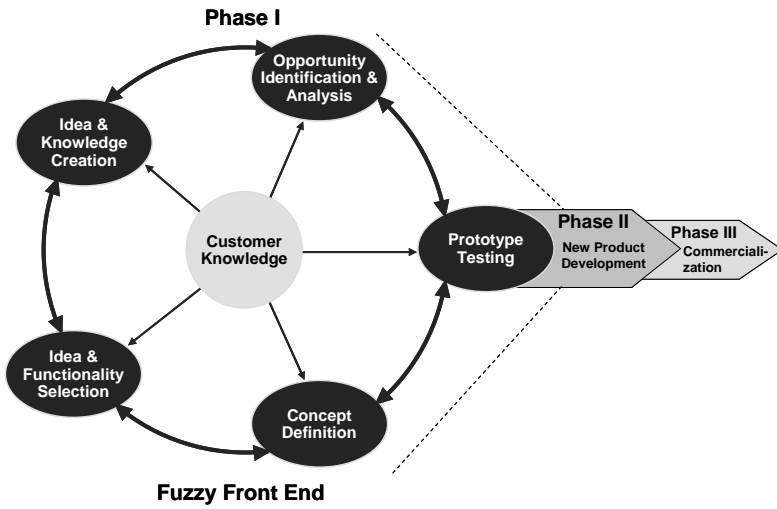 Phase I
Opportunity
Identification &
Analysis
Idea &
Knowledge
Creation
Customer
Knowledge
Prototype
Testing
Phase II
New Product
Development
Phase III
Commerciali-
zation
Idea &
Functionality
Selection
Concept
Definition
Fuzzy Front End